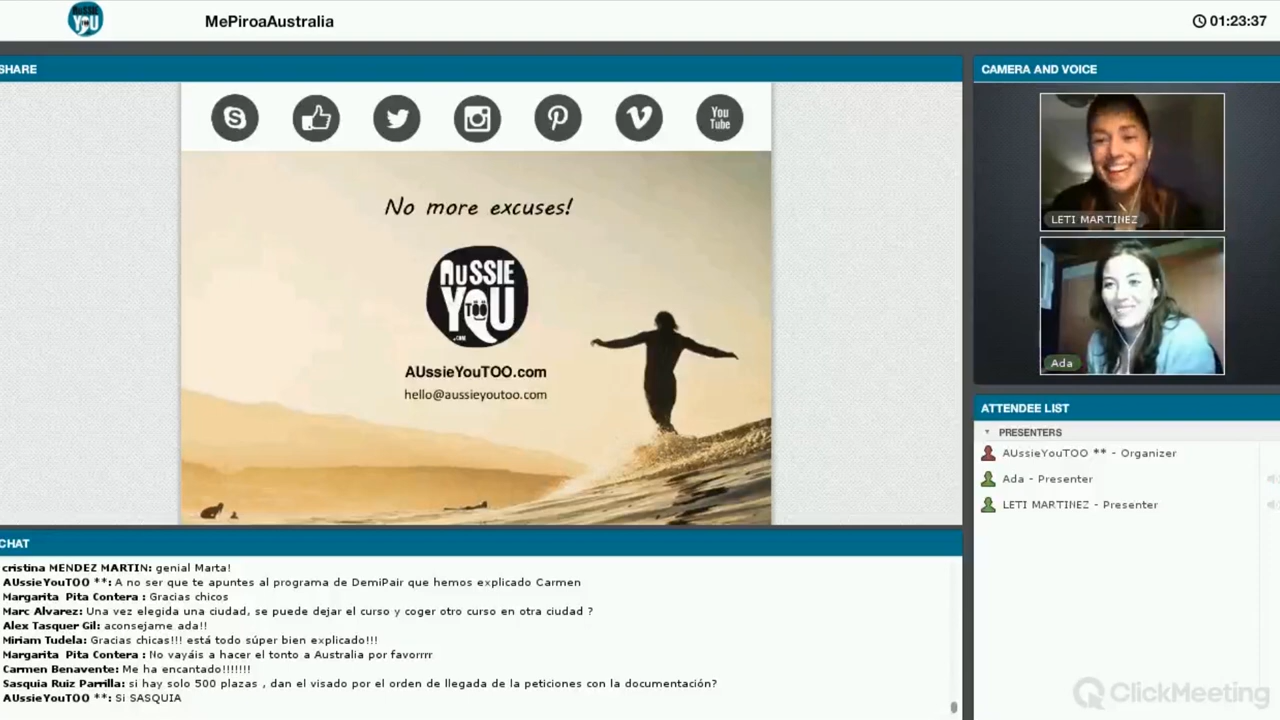 MePiroaAustralia
01:23:37
SHARE
You
Tube
No more excuses!
AUSSIE
YOU
TOO
.COM
AUssieYouTOO.com
hello@aussieyoutoo.com
CAMERA AND VOICE
LETI MARTINEZ
Ada
ATTENDEE LIST
PRESENTERS
AUssieYouTOO ** - Organizer
Ada - Presenter
LETI MARTINEZ - Presenter
CHAT
cristina MENDEZ MARTIN: genial Marta!
AUssieYouTOO **: A no ser que te apuntes al programa de DemiPair que hemos explicado Carmen
Margarita Pita Contera : Gracias chicos
Marc Alvarez: Una vez elegida una ciudad, se puede dejar el curso y coger otro curso en otra ciudad ?
Alex Tasquer Gil: aconsejame ada!!
Miriam Tudela: Gracias chicas!!! está todo súper bien explicado!!!
Margarita Pita Contera : No vayáis a hacer el tonto a Australia por favorrrr
Carmen Benavente: Me ha encantado!!!!!!!
Sasquia Ruiz Parrilla: si hay solo 500 plazas , dan el visado por el orden de llegada de la peticiones con la documentación?
AUssieYouTOO **: Si SASQUIA
ClickMeeting